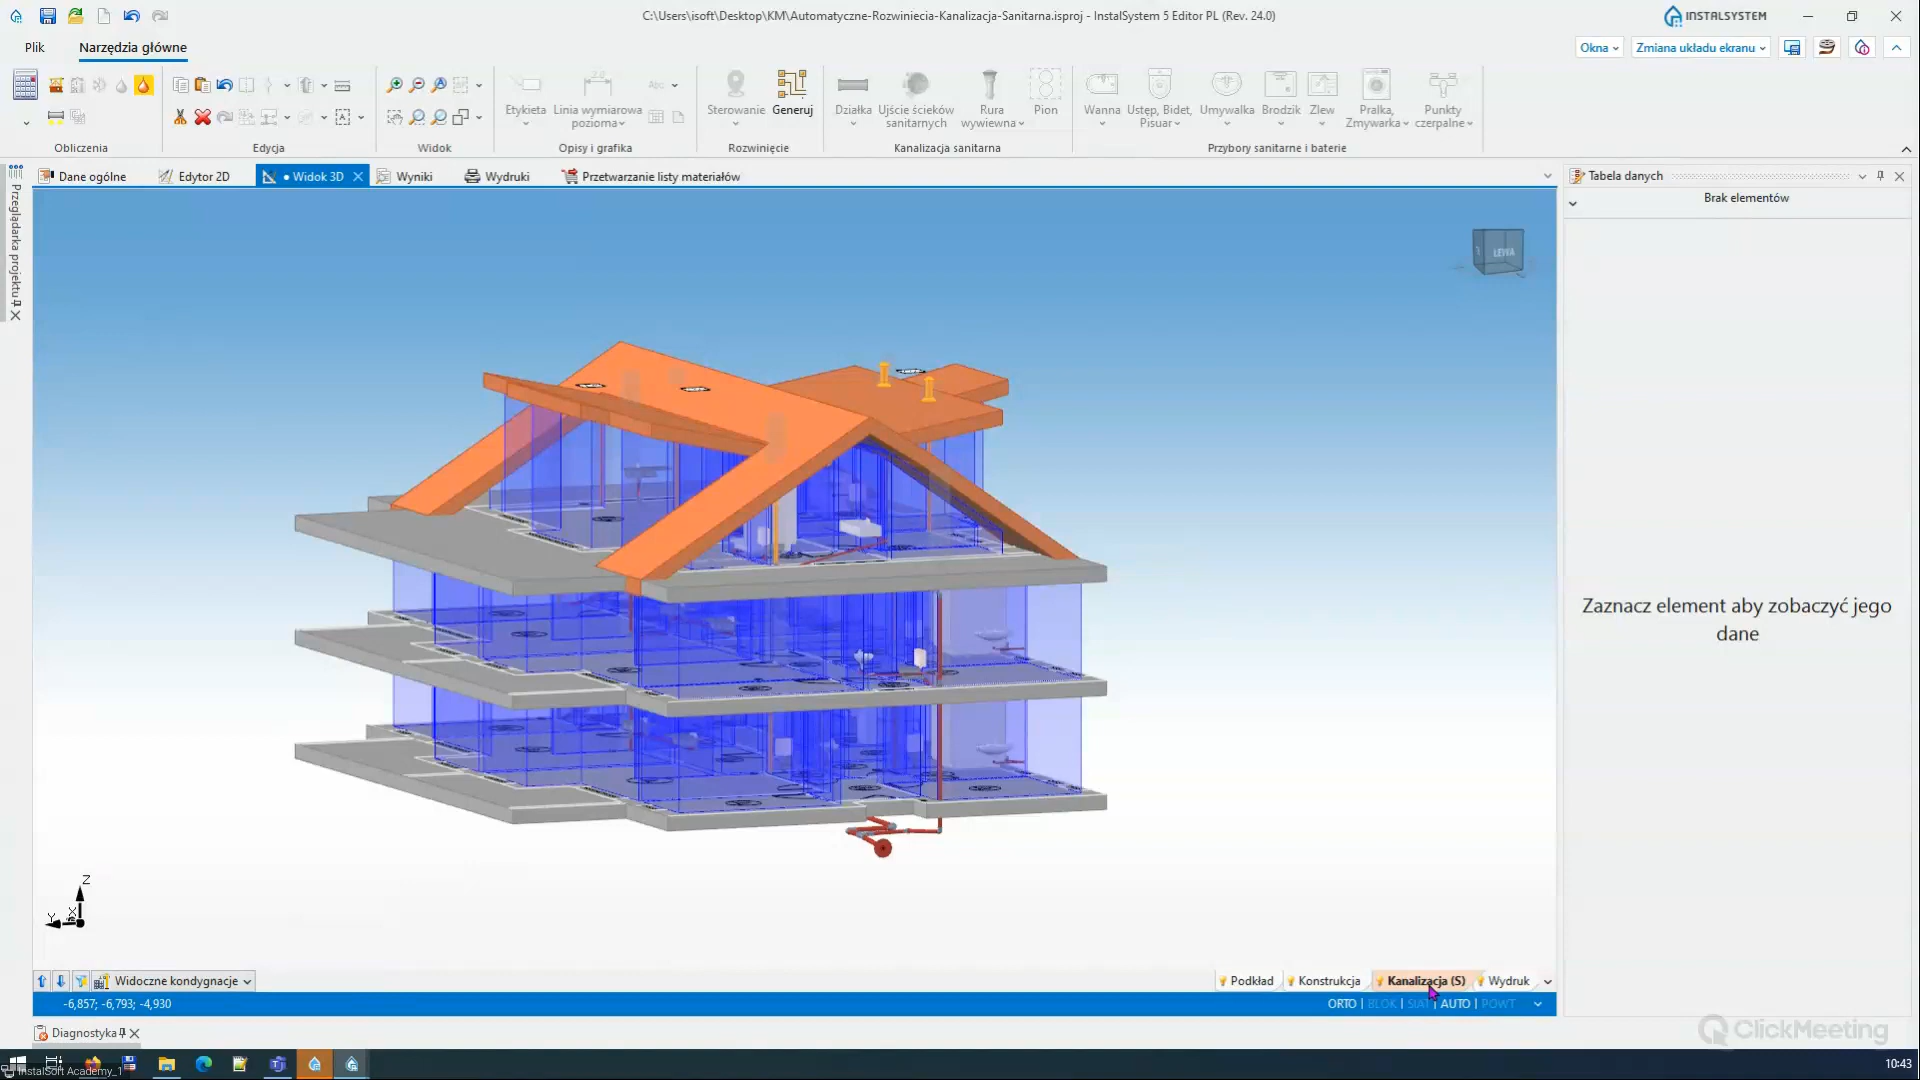 C:\Users\isoft\Desktop\KM\Automatyczne-Rozwiniecia-Kanalizacja-Sanitarna.isproj - InstalSystem 5 Editor PL (Rev. 24.0)
INSTALSYSTEM
Plik
Narzędzia główne
Okna
Zmiana układu ekranu
Abc
Etykieta
Linia wymiarowa pozioma
Sterowanie
Generuj
Działka
Ujście ścieków sanitarnych
Rura wywiewna
Pion
Wanna
Ustęp, Bidet, Pisuar
Umywalka
Brodzik
Zlew
Pralka, Zmywarka
Punkty czerpalne
Obliczenia
Edycja
Widok
Opisy i grafika
Rozwinięcie
Kanalizacja sanitarna
Przybory sanitarne i baterie
Przeglądarka projektu
Dane ogólne
Edytor 2D
• Widok 3D
Wyniki
Wydruki
Przetwarzanie listy materiałów
Tabela danych
Brak elementów
LEWA
Zaznacz element aby zobaczyć jego
dane
Z
Y
X
Widoczne kondygnacje
Podkład
Konstrukcja
Kanalizacja (S)
Wydruk
-6,857; -6,793; -4,930
ORTO | BLOK | SIAT | AUTO | POWT
Diagnostyka
ClickMeeting
InstalSoft Academy_1
10:43